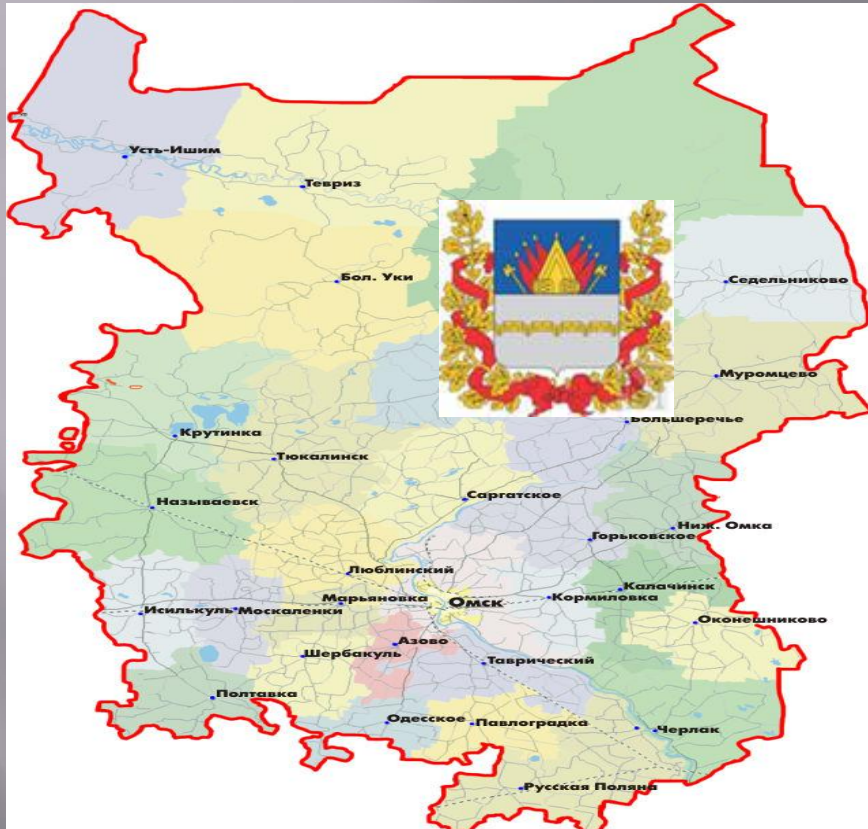 Усть-Ишим
Тевриз
Бол. Уки
Седельниково
Муромцево
Большеречье
Крутинка
Тюкалинск
Саргатское
Называевск
Ниж. Омка
Горьковское
Люблинский
Калачинск
Марьяновка
Омск
Кормиловка
Исилькуль
Москаленки
Оконешниково
Азово
Шербакуль
Таврический
Полтавка
Одесское
Павлоградка
Черлак
Русская Поляна